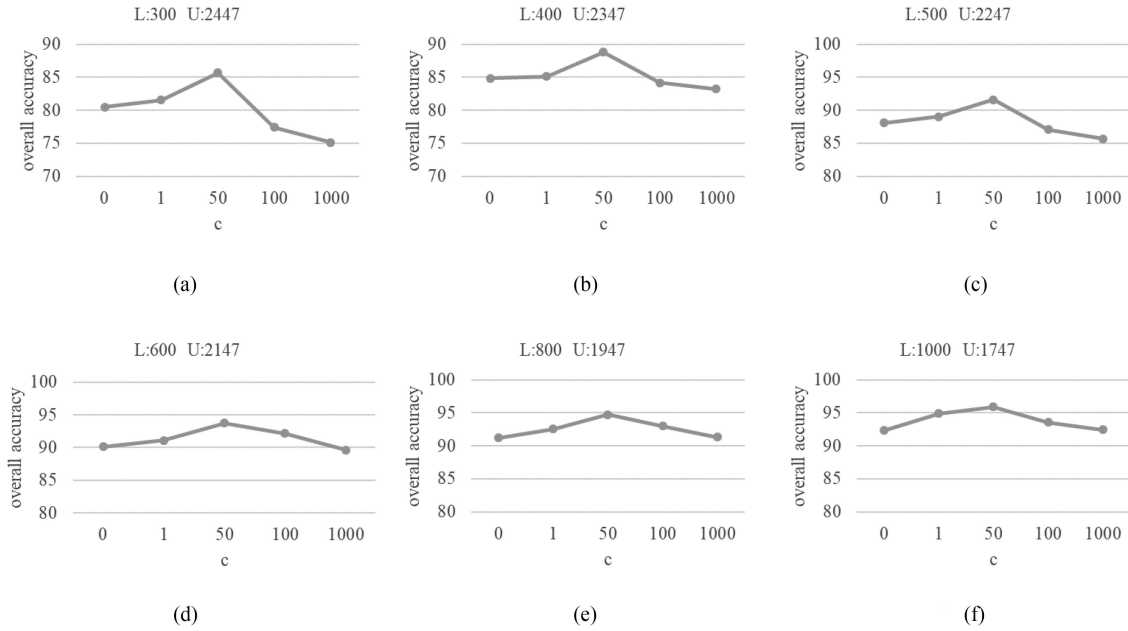 L:300 U:2447
90
85
80
75
70
overall accuracy
0 1 50 100 1000
c
(a)
L:400 U:2347
90
85
80
75
70
overall accuracy
0 1 50 100 1000
c
(b)
L:500 U:2247
100
95
90
85
80
overall accuracy
0 1 50 100 1000
c
(c)
L:600 U:2147
100
95
90
85
80
overall accuracy
0 1 50 100 1000
c
(d)
L:800 U:1947
100
95
90
85
80
overall accuracy
0 1 50 100 1000
c
(e)
L:1000 U:1747
100
95
90
85
80
overall accuracy
0 1 50 100 1000
c
(f)